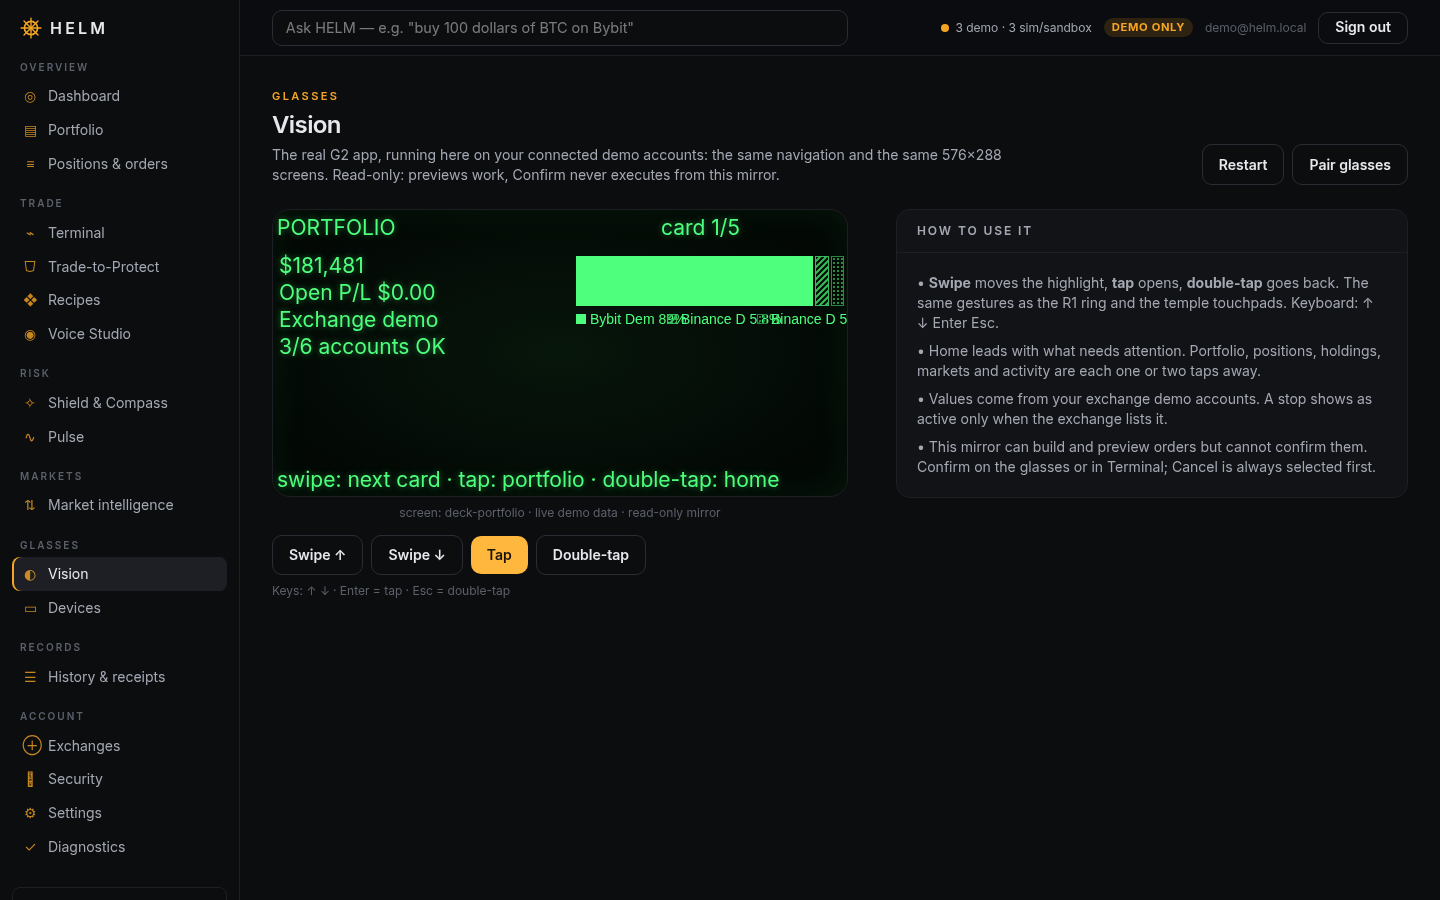 HELM
Ask HELM — e.g. "buy 100 dollars of BTC on Bybit"
3 demo · 3 sim/sandbox
DEMO ONLY
demo@helm.local
Sign out
OVERVIEW
Dashboard
Portfolio
Positions & orders
TRADE
Terminal
Trade-to-Protect
Recipes
Voice Studio
RISK
Shield & Compass
Pulse
MARKETS
Market intelligence
GLASSES
Vision
Devices
RECORDS
History & receipts
ACCOUNT
Exchanges
Security
Settings
Diagnostics
GLASSES
Vision
The real G2 app, running here on your connected demo accounts: the same navigation and the same 576×288
screens. Read-only: previews work, Confirm never executes from this mirror.
Restart
Pair glasses
PORTFOLIO
card 1/5
$181,481
Open P/L $0.00
Exchange demo
3/6 accounts OK
Bybit Dem
Binance D
Binance D 5
swipe: next card · tap: portfolio · double-tap: home
screen: deck-portfolio · live demo data · read-only mirror
Swipe ↑
Swipe ↓
Tap
Double-tap
Keys: ↑ ↓ · Enter = tap · Esc = double-tap
HOW TO USE IT
• Swipe moves the highlight, tap opens, double-tap goes back. The
same gestures as the R1 ring and the temple touchpads. Keyboard: ↑
↓ Enter Esc.
• Home leads with what needs attention. Portfolio, positions, holdings,
markets and activity are each one or two taps away.
• Values come from your exchange demo accounts. A stop shows as
active only when the exchange lists it.
• This mirror can build and preview orders but cannot confirm them.
Confirm on the glasses or in Terminal; Cancel is always selected first.